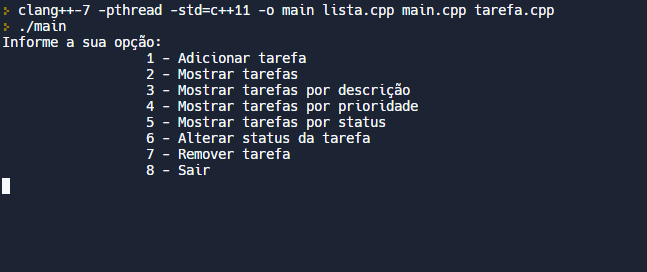 > clang++-7 -pthread -std=c++11 -o main lista.cpp main.cpp tarefa.cpp
> ./main
Informe a sua opção:
1 - Adicionar tarefa
2 - Mostrar tarefas
3 - Mostrar tarefas por descrição
4 - Mostrar tarefas por prioridade
5 - Mostrar tarefas por status
6 - Alterar status da tarefa
7 - Remover tarefa
8 - Sair